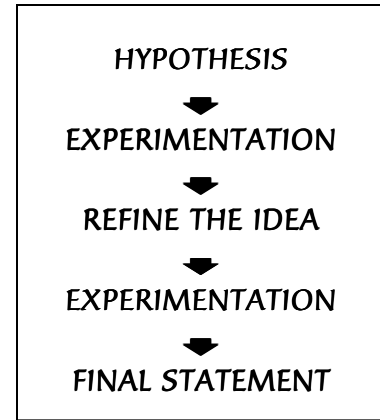 HYPOTHESIS
EXPERIMENTATION
REFINE THE IDEA
EXPERIMENTATION
FINAL STATEMENT